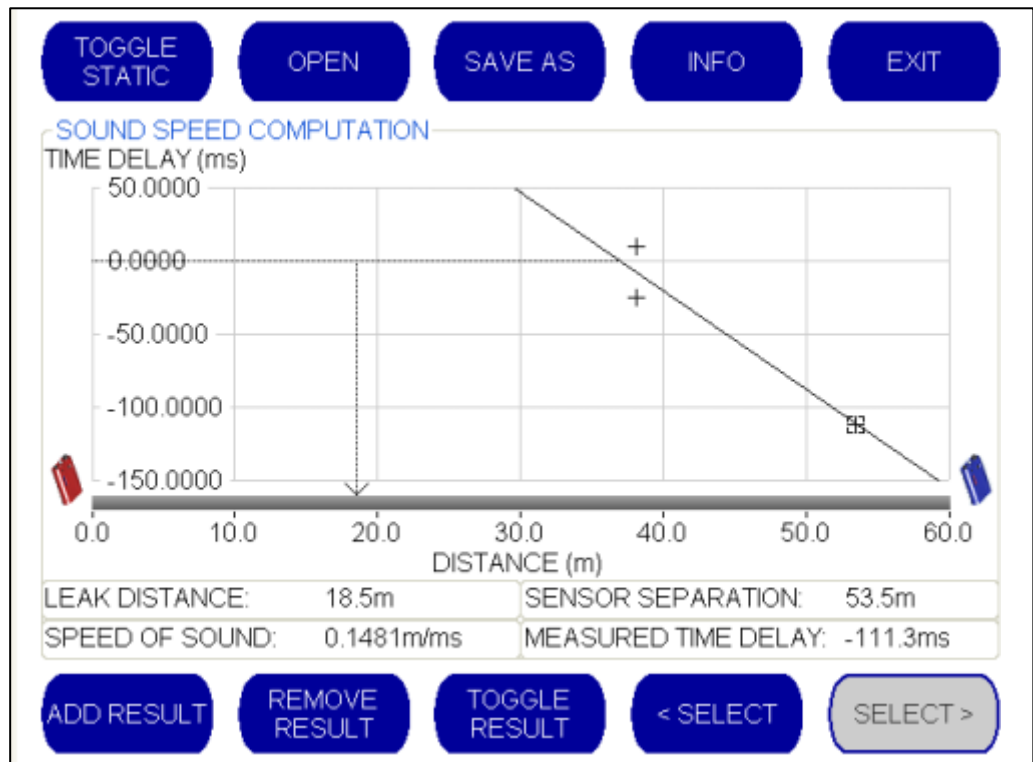 TOGGLE STATIC
OPEN
SAVE AS
INFO
EXIT
SOUND SPEED COMPUTATION
TIME DELAY (ms)
50.0000
0.0000
-50.0000
-100.0000
-150.0000
0.0 10.0 20.0 30.0 40.0 50.0 60.0
DISTANCE (m)
LEAK DISTANCE: 18.5m SENSOR SEPARATION: 53.5m
SPEED OF SOUND: 0.1481m/ms MEASURED TIME DELAY: -111.3ms
ADD RESULT
REMOVE RESULT
TOGGLE RESULT
< SELECT
SELECT >